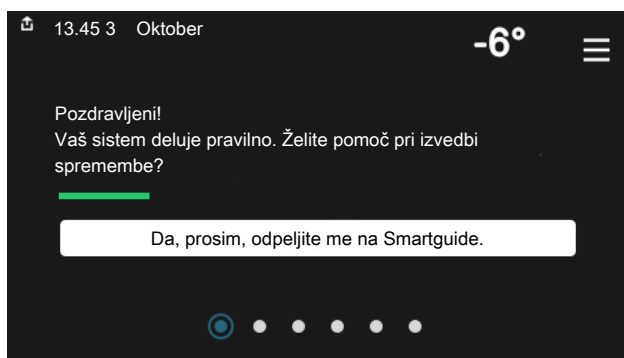 13.45 3 Oktober
-6°
Pozdravljeni!
Vaš sistem deluje pravilno. Želite pomoč pri izvedbi
spremembe?
Da, prosim, odpeljite me na Smartguide.